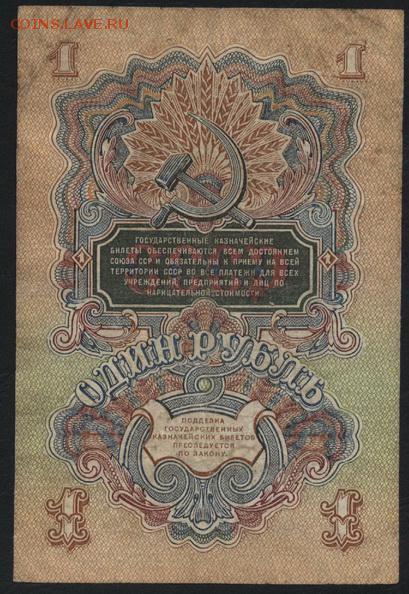 COINS.LAVE.RU
1 1
ГОСУДАРСТВЕННЫЕ КАЗНАЧЕЙСКИЕ
БИЛЕТЫ ОБЕСПЕЧИВАЮТСЯ ВСЕМ ДОСТОЯНИЕМ
СОЮЗА ССР И ОБЯЗАТЕЛЬНЫ К ПРИЕМУ НА ВСЕЙ
ТЕРРИТОРИИ СССР ВО ВСЕ ПЛАТЕЖИ ДЛЯ ВСЕХ
УЧРЕЖДЕНИЙ, ПРЕДПРИЯТИЙ И ЛИЦ ПО
НАРИЦАТЕЛЬНОЙ СТОИМОСТИ.
1 1
ОДИН РУБЛЬ
ПОДДЕЛКА
ГОСУДАРСТВЕННЫХ
КАЗНАЧЕЙСКИХ БИЛЕТОВ
ПРЕСЛЕДУЕТСЯ
ПО ЗАКОНУ.
1 1